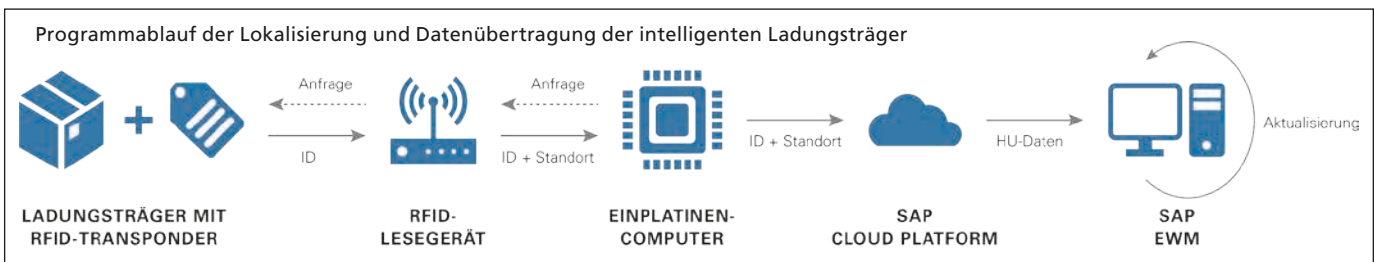 Programmablauf der Lokalisierung und Datenübertragung der intelligenten Ladungsträger
Anfrage
ID
Anfrage
ID + Standort
ID + Standort
HU-Daten
Aktualisierung
LADUNGSTRÄGER MIT
RFID-TRANSPONDER
RFID-
LESEGERÄT
EINPLATINEN-
COMPUTER
SAP
CLOUD PLATFORM
SAP
EWM